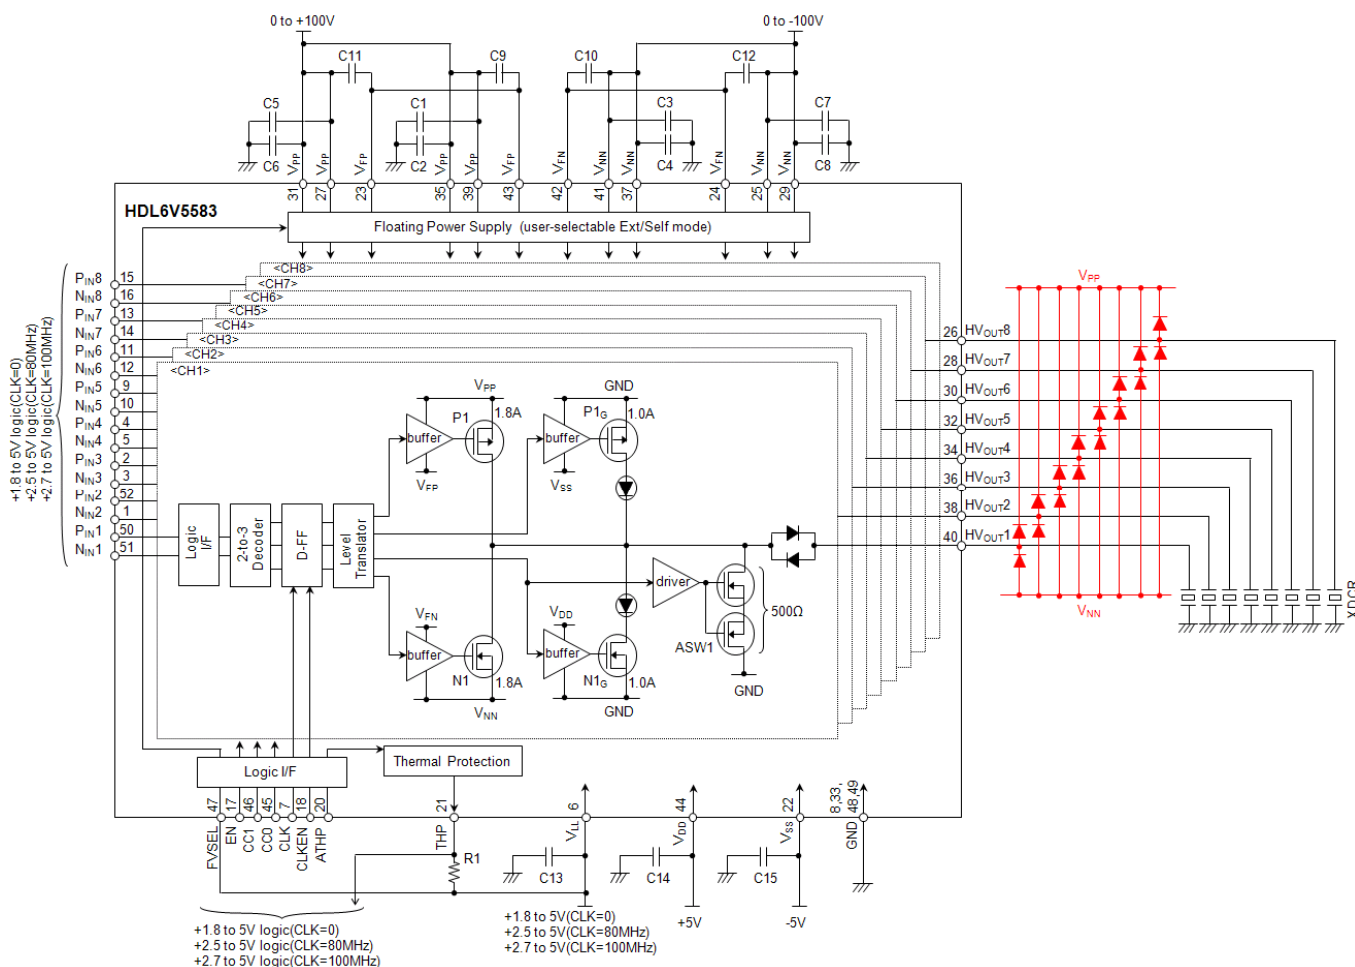 0 to +100V
0 to -100V
C11
C9
C10
C12
C5
C1
C3
C7
C6
C2
C4
C8
VPP
VPP
VFP
VPP
VPP
VFP
VFN
VNN
VNN
VFN
VNN
VNN
31
27
23
35
39
43
42
41
37
24
25
29
HDL6V5583
Floating Power Supply (user-selectable Ext/Self mode)
<CH8>
<CH7>
<CH6>
<CH5>
<CH4>
<CH3>
<CH2>
<CH1>
+1.8 to 5V logic(CLK=0)
+2.5 to 5V logic(CLK=80MHz)
+2.7 to 5V logic(CLK=100MHz)
PIN8 15
NIN8 16
PIN7 13
NIN7 14
PIN6 11
NIN6 12
PIN5 9
NIN5 10
PIN4 4
NIN4 5
PIN3 2
NIN3 3
PIN2 52
NIN2 1
PIN1 50
NIN1 51
VPP
26 HVOUT8
28 HVOUT7
30 HVOUT6
32 HVOUT5
34 HVOUT4
36 HVOUT3
38 HVOUT2
40 HVOUT1
VNN
XDCR
VPP
GND
P1
1.8A
P1G
1.0A
buffer
buffer
VFP
VSS
Logic I/F
2-to-3 Decoder
D-FF
Level Translator
driver
500Ω
ASW1
GND
VFN
VDD
buffer
buffer
N1
1.8A
N1G
1.0A
VNN
GND
Logic I/F
Thermal Protection
47
17
46
45
7
18
20
21
6
44
22
8,33, 48,49
FVSEL
EN
CC1
CC0
CLK
CLKEN
ATHP
THP
VLL
VDD
VSS
GND
R1
C13
C14
C15
+1.8 to 5V logic(CLK=0)
+2.5 to 5V logic(CLK=80MHz)
+2.7 to 5V logic(CLK=100MHz)
+1.8 to 5V(CLK=0)
+2.5 to 5V(CLK=80MHz)
+2.7 to 5V(CLK=100MHz)
+5V
-5V